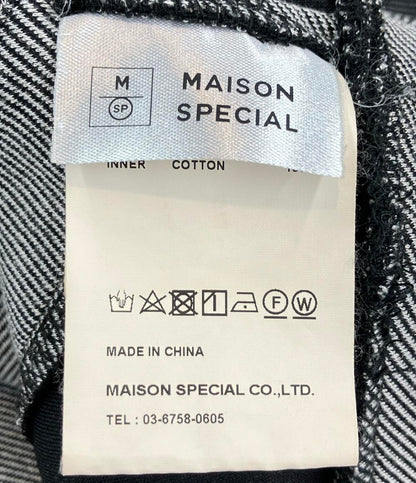 M
SP
MAISON
SPECIAL
INNER COTTON
F W
MADE IN CHINA
MAISON SPECIAL CO.,LTD.
TEL : 03-6758-0605